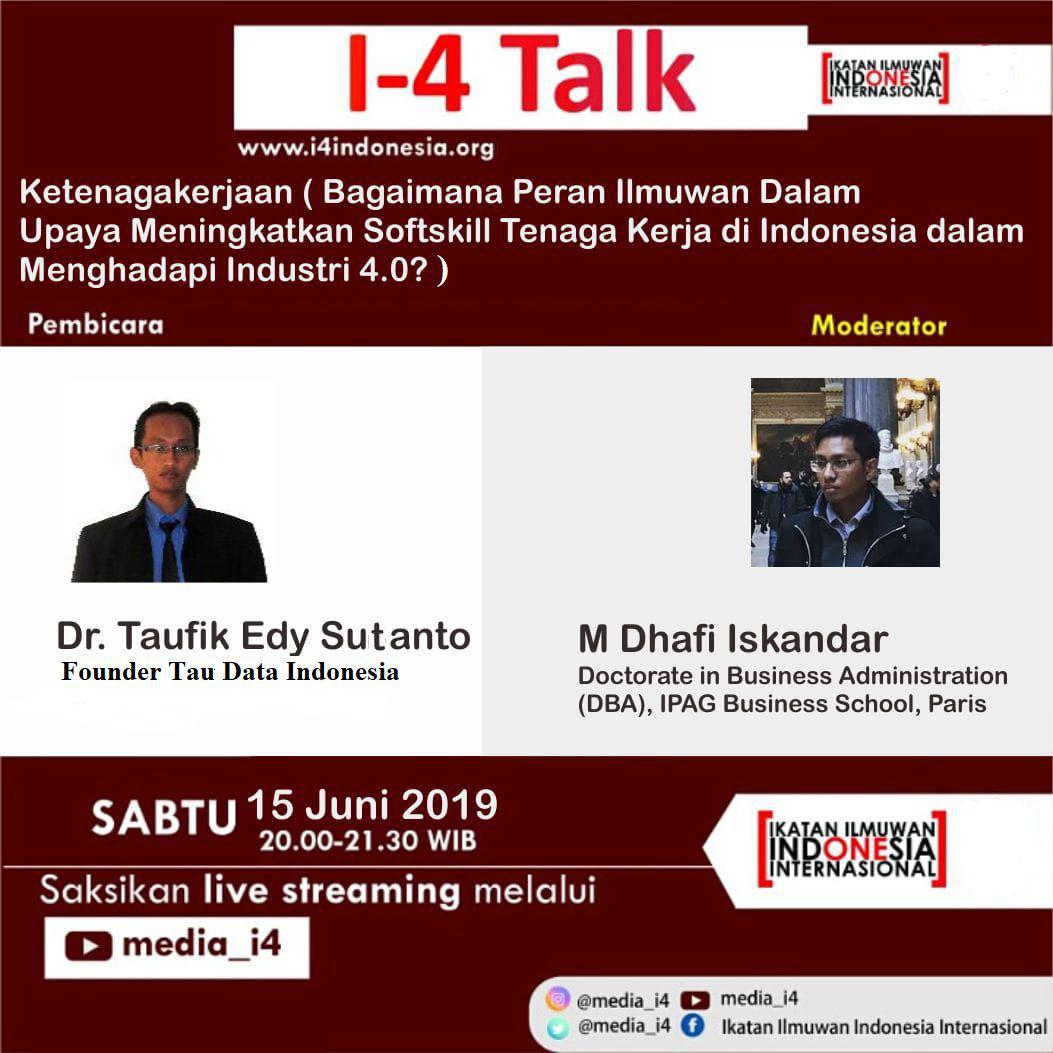 I-4 Talk
IKATAN ILMUWAN
INDONESIA
INTERNASIONAL
www.i4indonesia.org
Ketenagakerjaan ( Bagaimana Peran Ilmuwan Dalam
Upaya Meningkatkan Softskill Tenaga Kerja di Indonesia dalam
Menghadapi Industri 4.0? )
Pembicara
Moderator
Dr. Taufik Edy Sutanto
Founder Tau Data Indonesia
M Dhafi Iskandar
Doctorate in Business Administration
(DBA), IPAG Business School, Paris
SABTU 15 Juni 2019
20.00-21.30 WIB
IKATAN ILMUWAN
INDONESIA
INTERNASIONAL
Saksikan live streaming melalui
media_i4
@media_i4 media_i4
@media_i4 Ikatan Ilmuwan Indonesia Internasional